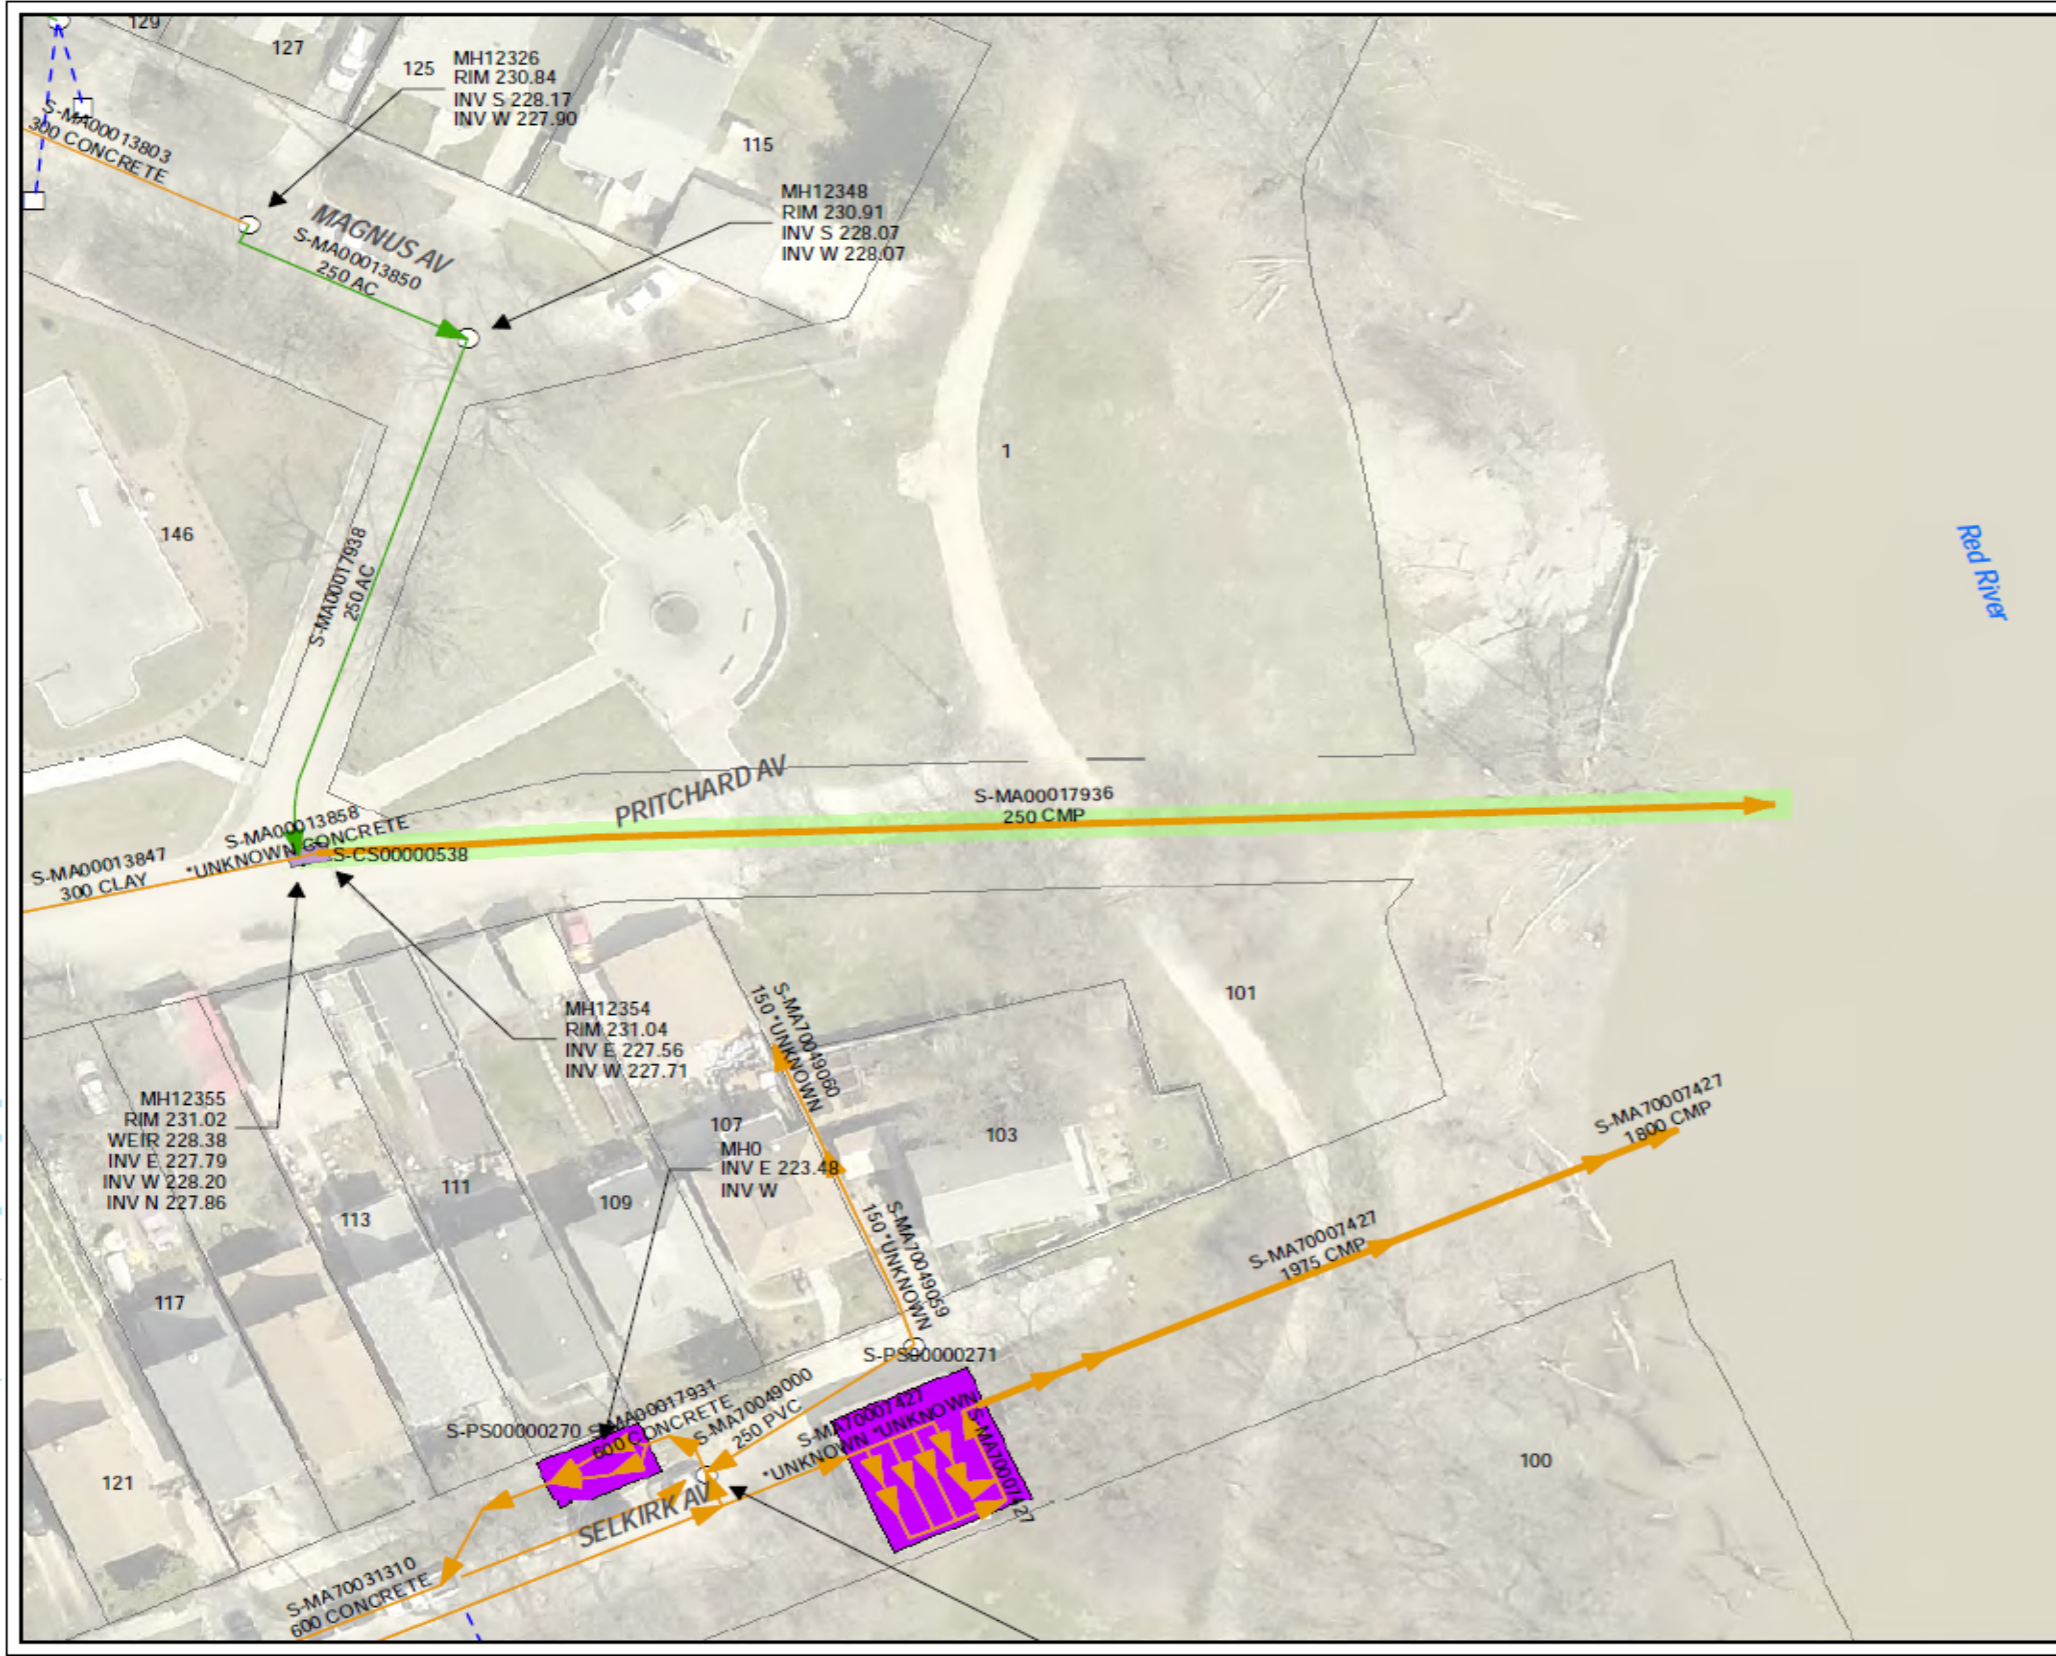 129
127
125
MH12326
RIM 230.84
INV S 228.17
INV W 227.90
S-MA00013803
300 CONCRETE
115
MH12348
RIM 230.91
INV S 228.07
INV W 228.07
MAGNUS AV
S-MA00013850
250 AC
1
Red River
146
S-MA00017938
250 AC
PRITCHARD AV
S-MA00017936
250 CMP
S-MA00013858
*UNKNOWN CONCRETE
S-CS00000538
S-MA00013847
300 CLAY
101
S-MA70049060
150 *UNKNOWN
MH12354
RIM 231.04
INV E 227.56
INV W 227.71
MH12355
RIM 231.02
WEIR 228.38
INV E 227.79
INV W 228.20
INV N 227.86
107
MH0
INV E 223.48
INV W
103
S-MA70007427
1800 CMP
111
109
113
S-MA70049059
150 *UNKNOWN
S-MA70007427
1975 CMP
117
S-PS00000271
S-PS00000270
S-MA00017931
600 CONCRETE
S-MA70049000
250 PVC
S-MA70007427
*UNKNOWN *UNKNOWN
S-MA70007427
121
100
SELKIRK AV
S-MA70031310
600 CONCRETE